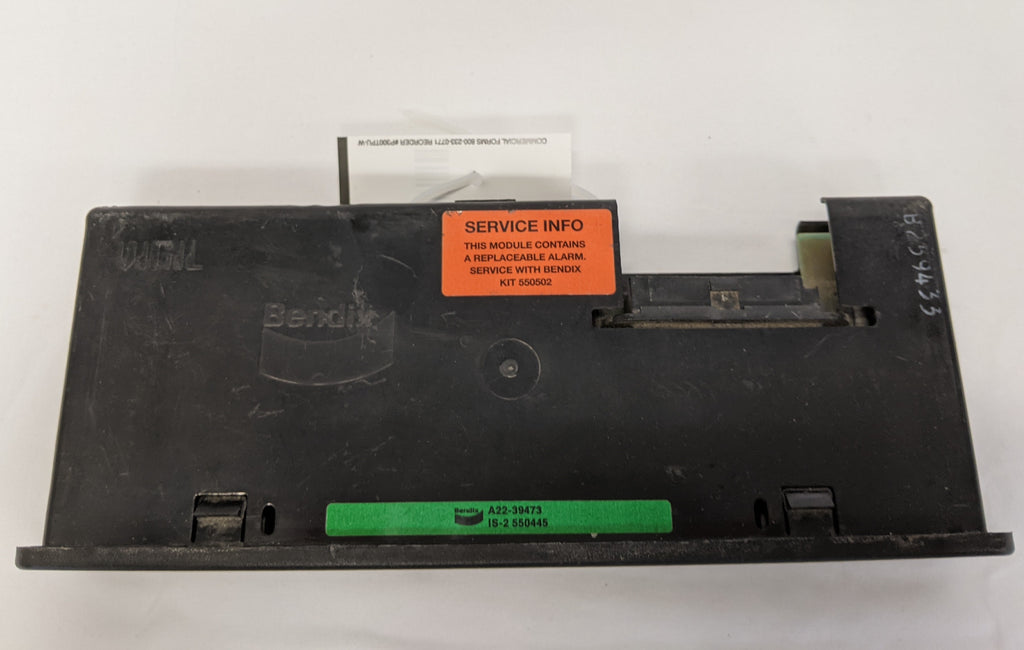 COMMERCIAL FORMS 800-233-0771 REORDER #P300TPU-W
SERVICE INFO
THIS MODULE CONTAINS
A REPLACEABLE ALARM.
SERVICE WITH BENDIX
KIT 550502
Bendix
Bendix
A22-39473
IS-2 550445